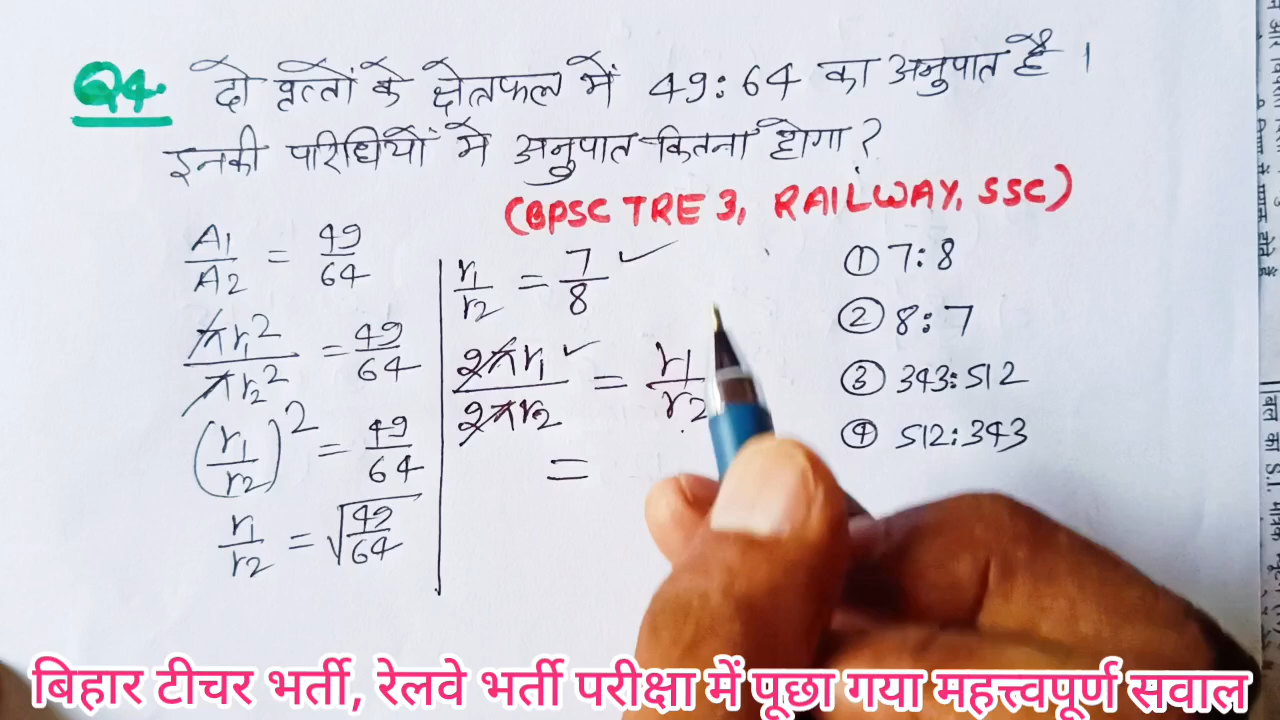 Q4. दो वृत्तों के क्षेत्रफल में 49:64 का अनुपात है।
इनकी परिधियों में अनुपात कितना होगा?
(BPSC TRE 3, RAILWAY, SSC)
A1/A2 = 49/64
πr1²/πr2² = 49/64
(r1/r2)² = 49/64
r1/r2 = √49/64
r1/r2 = 7/8 ✓
2πr1/2πr2 ✓ = r1/r2
=
① 7:8
② 8:7
③ 343:512
④ 512:343
बिहार टीचर भर्ती, रेलवे भर्ती परीक्षा में पूछा गया महत्त्वपूर्ण सवाल